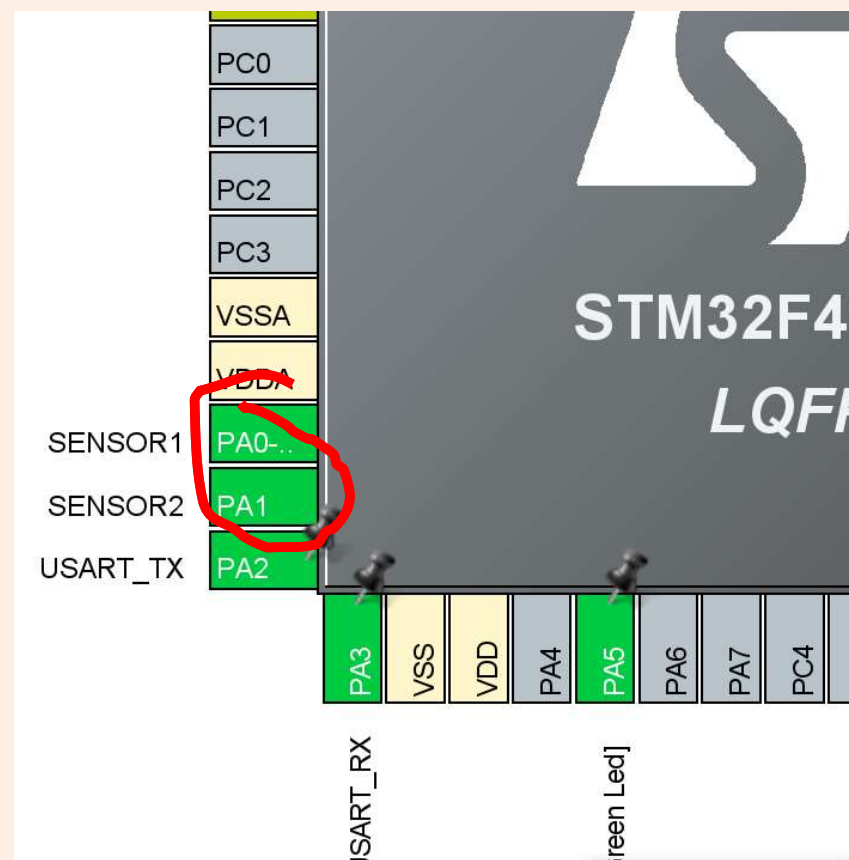 PC0
PC1
PC2
PC3
VSSA
VDDA
SENSOR1 PA0-..
SENSOR2 PA1
USART_TX PA2
STM32F4
LQF
PA3
VSS
VDD
PA4
PA5
PA6
PA7
PC4
USART_RX
reen Led]